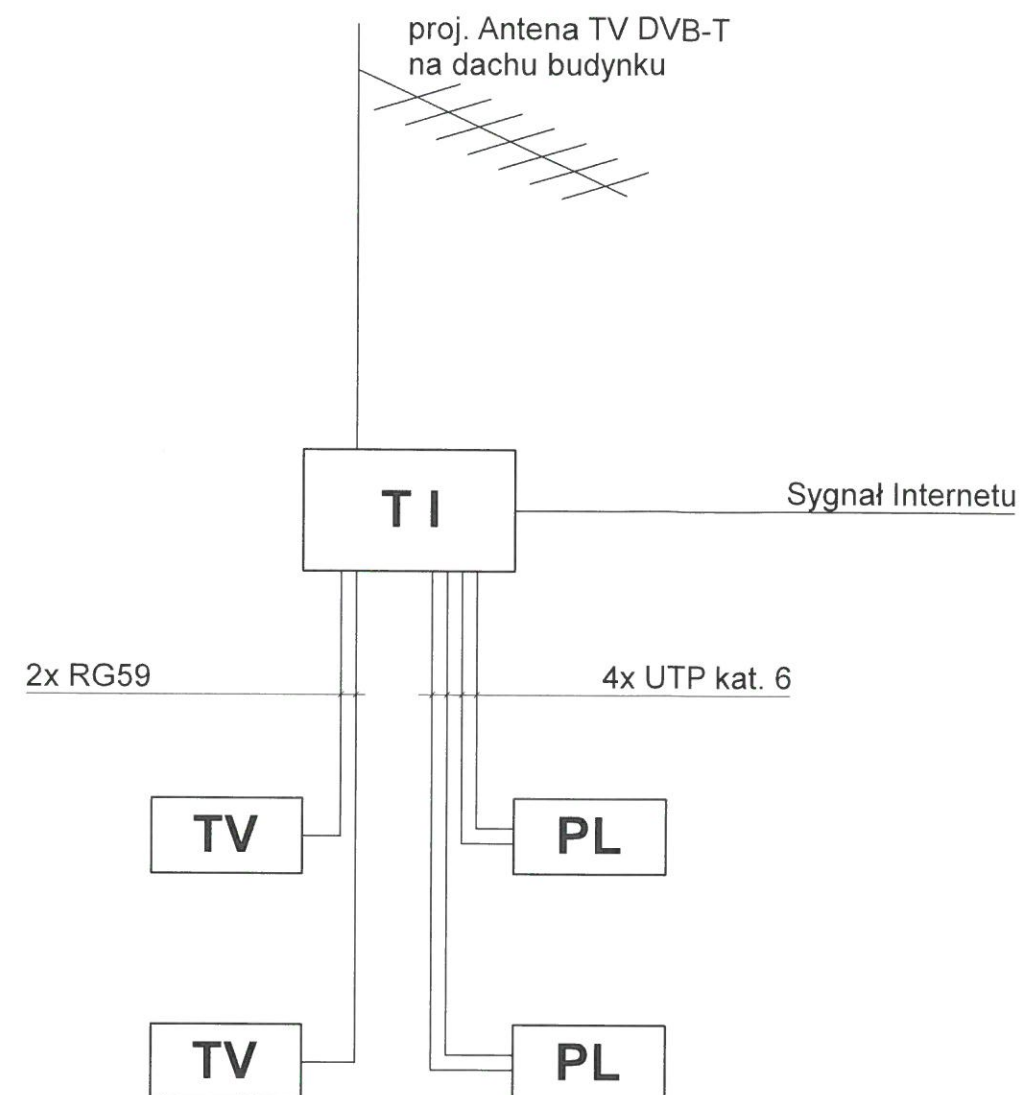 proj. Antena TV DVB-T
na dachu budynku
T I
Sygnał Internetu
2x RG59
4x UTP kat. 6
TV
PL
TV
PL